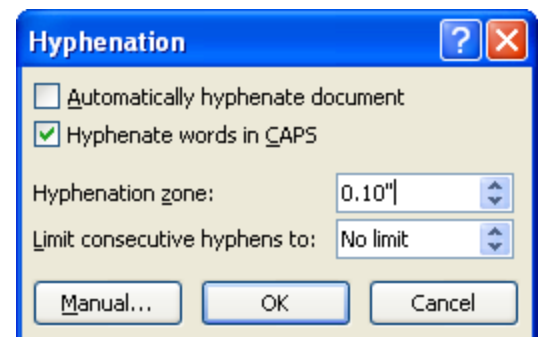 Hyphenation
Automatically hyphenate document
Hyphenate words in CAPS
Hyphenation zone: 0.10"
Limit consecutive hyphens to: No limit
Manual... OK Cancel